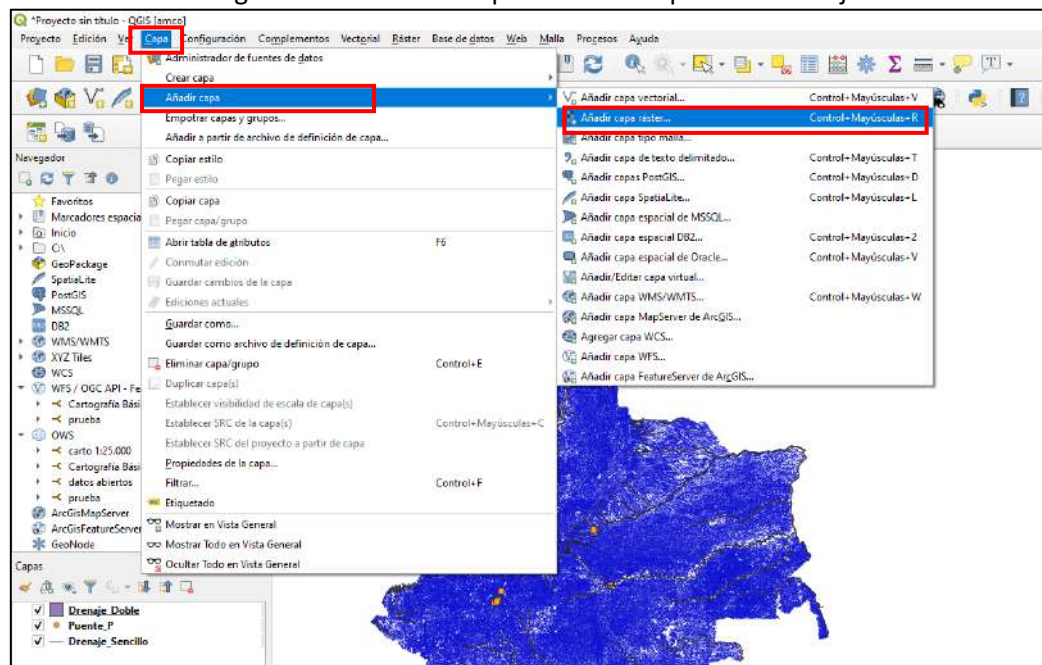 *Proyecto sin título - QGIS [amco]
Proyecto Edición Ver Capa Configuración Complementos Vectorial Ráster Base de datos Web Malla Procesos Ayuda
Administrador de fuentes de datos
Crear capa
Añadir capa
Empotrar capas y grupos...
Añadir a partir de archivo de definición de capa...
Copiar estilo
Pegar estilo
Copiar capa
Pegar capa/grupo
Abrir tabla de atributos F6
Conmutar edición
Guardar cambios de la capa
Ediciones actuales
Guardar como...
Guardar como archivo de definición de capa...
Eliminar capa/grupo Control+E
Duplicar capa(s)
Establecer visibilidad de escala de capa(s)
Establecer SRC de la capa(s) Control+Mayúsculas+C
Establecer SRC del proyecto a partir de capa
Propiedades de la capa...
Filtrar... Control+F
Etiquetado
Mostrar en Vista General
Mostrar Todo en Vista General
Ocultar Todo en Vista General
Añadir capa vectorial... Control+Mayúsculas+V
Añadir capa ráster... Control+Mayúsculas+R
Añadir capa tipo malla...
Añadir capa de texto delimitado... Control+Mayúsculas+T
Añadir capas PostGIS... Control+Mayúsculas+D
Añadir capa SpatiaLite... Control+Mayúsculas+L
Añadir capa espacial de MSSQL...
Añadir capa espacial DB2... Control+Mayúsculas+2
Añadir capa espacial de Oracle... Control+Mayúsculas+V
Añadir/Editar capa virtual...
Añadir capa WMS/WMTS... Control+Mayúsculas+W
Añadir capa MapServer de ArcGIS...
Agregar capa WCS...
Añadir capa WFS...
Añadir capa FeatureServer de ArcGIS...
Navegador
Favoritos
Marcadores espacia
Inicio
C:\
GeoPackage
SpatiaLite
PostGIS
MSSQL
DB2
WMS/WMTS
XYZ Tiles
WCS
WFS / OGC API - Fe
Cartografía Bási
prueba
OWS
carto 1:25.000
Cartografía Bási
datos abiertos
prueba
ArcGisMapServer
ArcGisFeatureServer
GeoNode
Capas
Drenaje_Doble
Puente_P
Drenaje_Sencillo